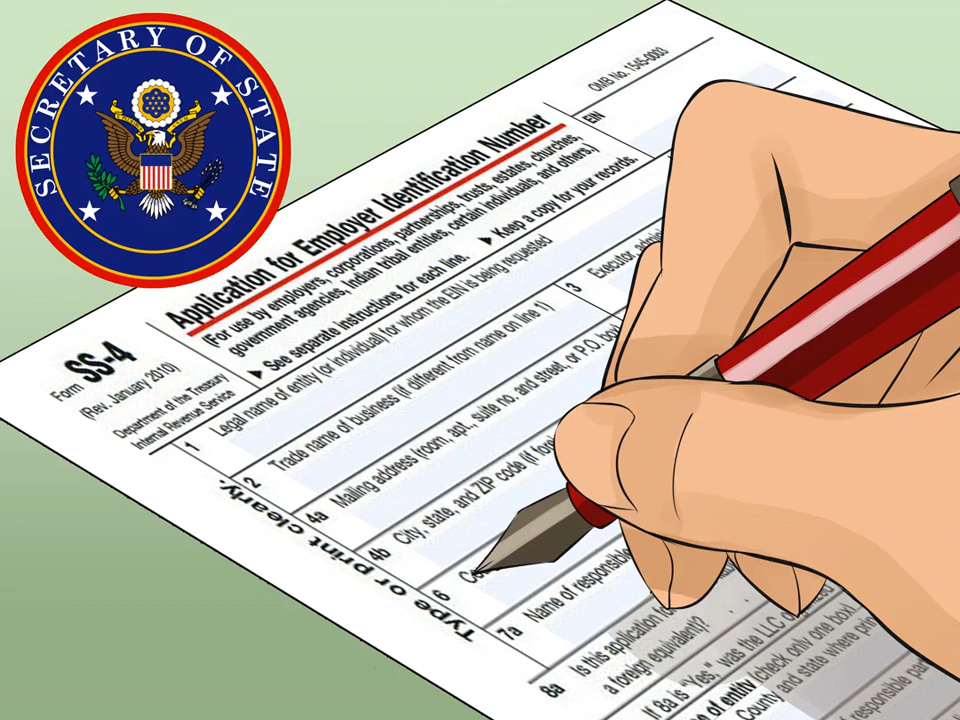 SECRETARY OF STATE
Form SS-4
(Rev. January 2010)
Department of the Treasury
Internal Revenue Service
Application for Employer Identification Number
(For use by employers, corporations, partnerships, trusts, estates, churches,
government agencies, Indian tribal entities, certain individuals, and others.)
▶ See separate instructions for each line. ▶ Keep a copy for your records.
OMB No. 1545-0003
EIN
Type or print clearly.
1 Legal name of entity (or individual) for whom the EIN is being requested
2 Trade name of business (if different from name on line 1)
3 Executor,
4a Mailing address (room, apt., suite no. and street, or P.O. box)
4b City, state, and ZIP code (if
6
7a Name of responsible
8a Is this application for
a foreign equivalent)?
If 8a is "Yes," was the LLC
of entity (check only one box).
County and state where
responsible party